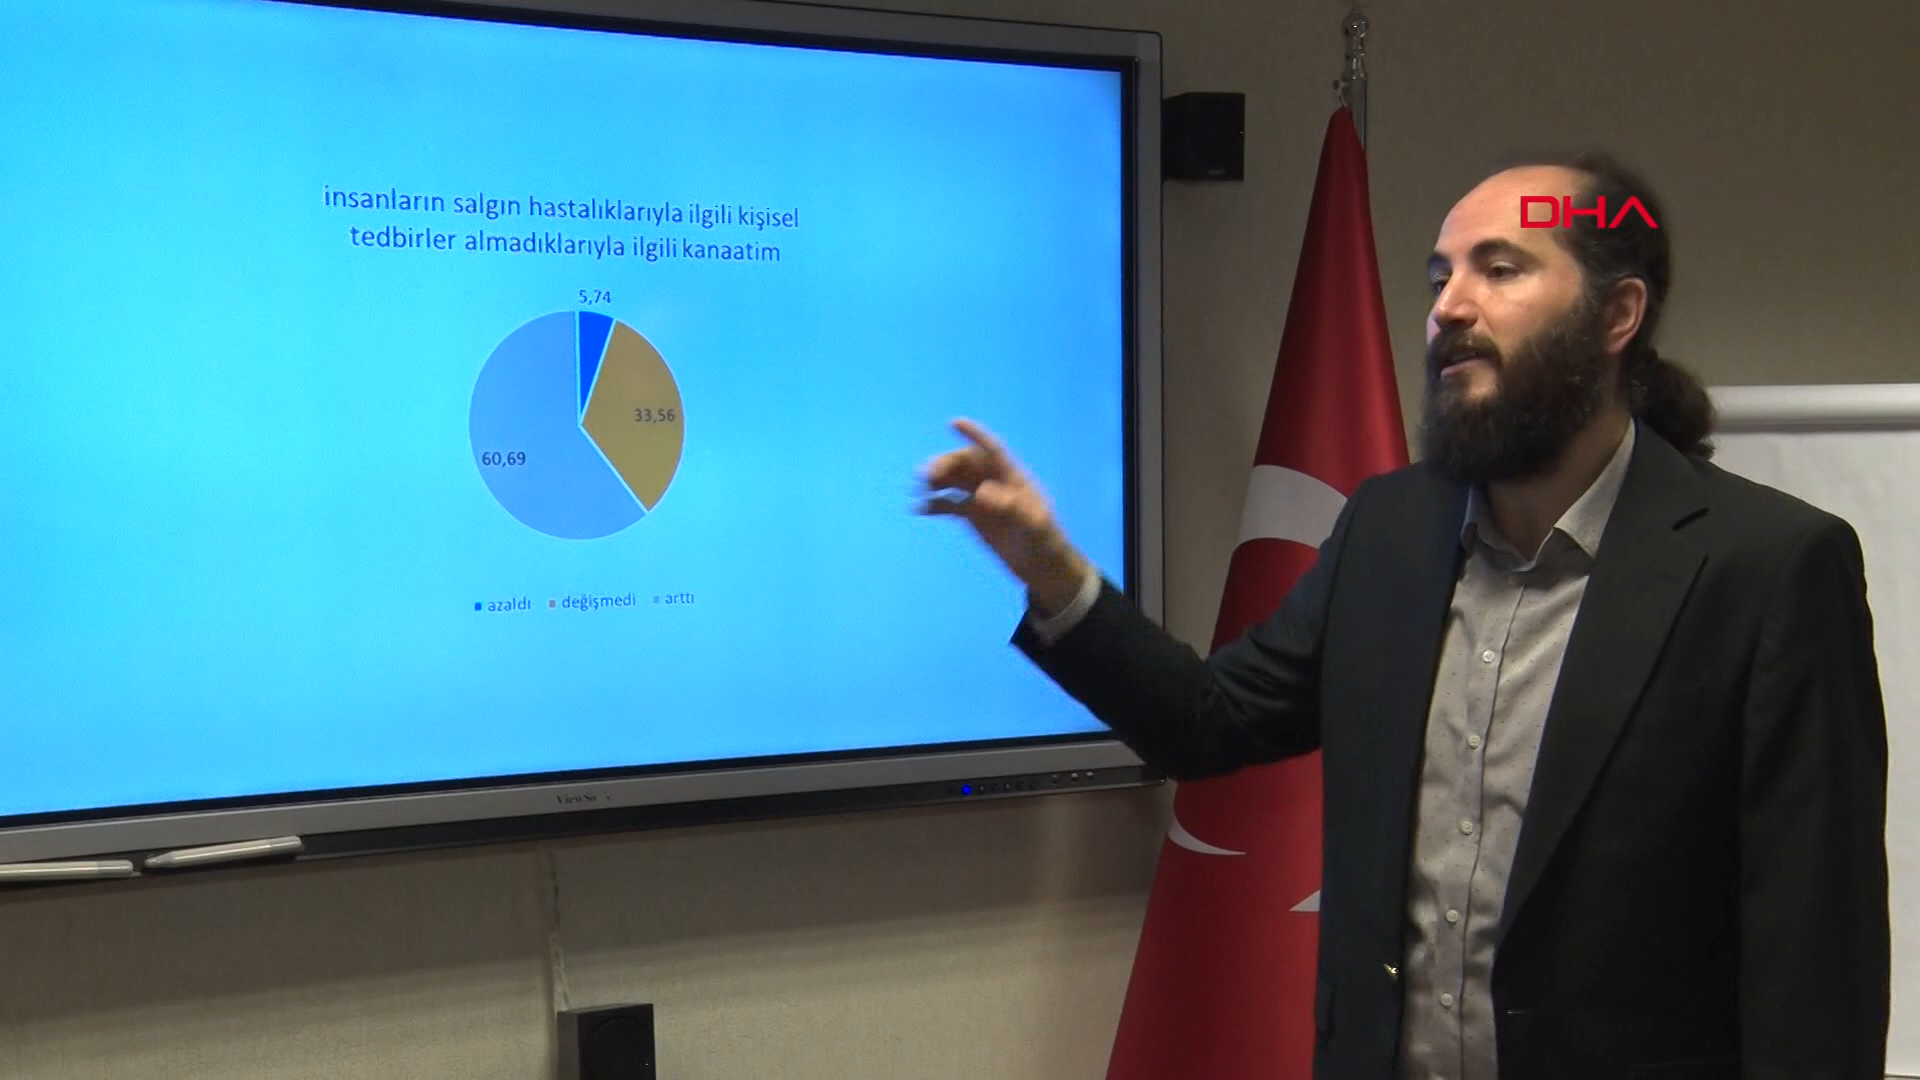 insanların salgın hastalıklarıyla ilgili kişisel
tedbirler almadıklarıyla ilgili kanaatim
5,74
33,56
60,69
azaldı değişmedi arttı
DHA